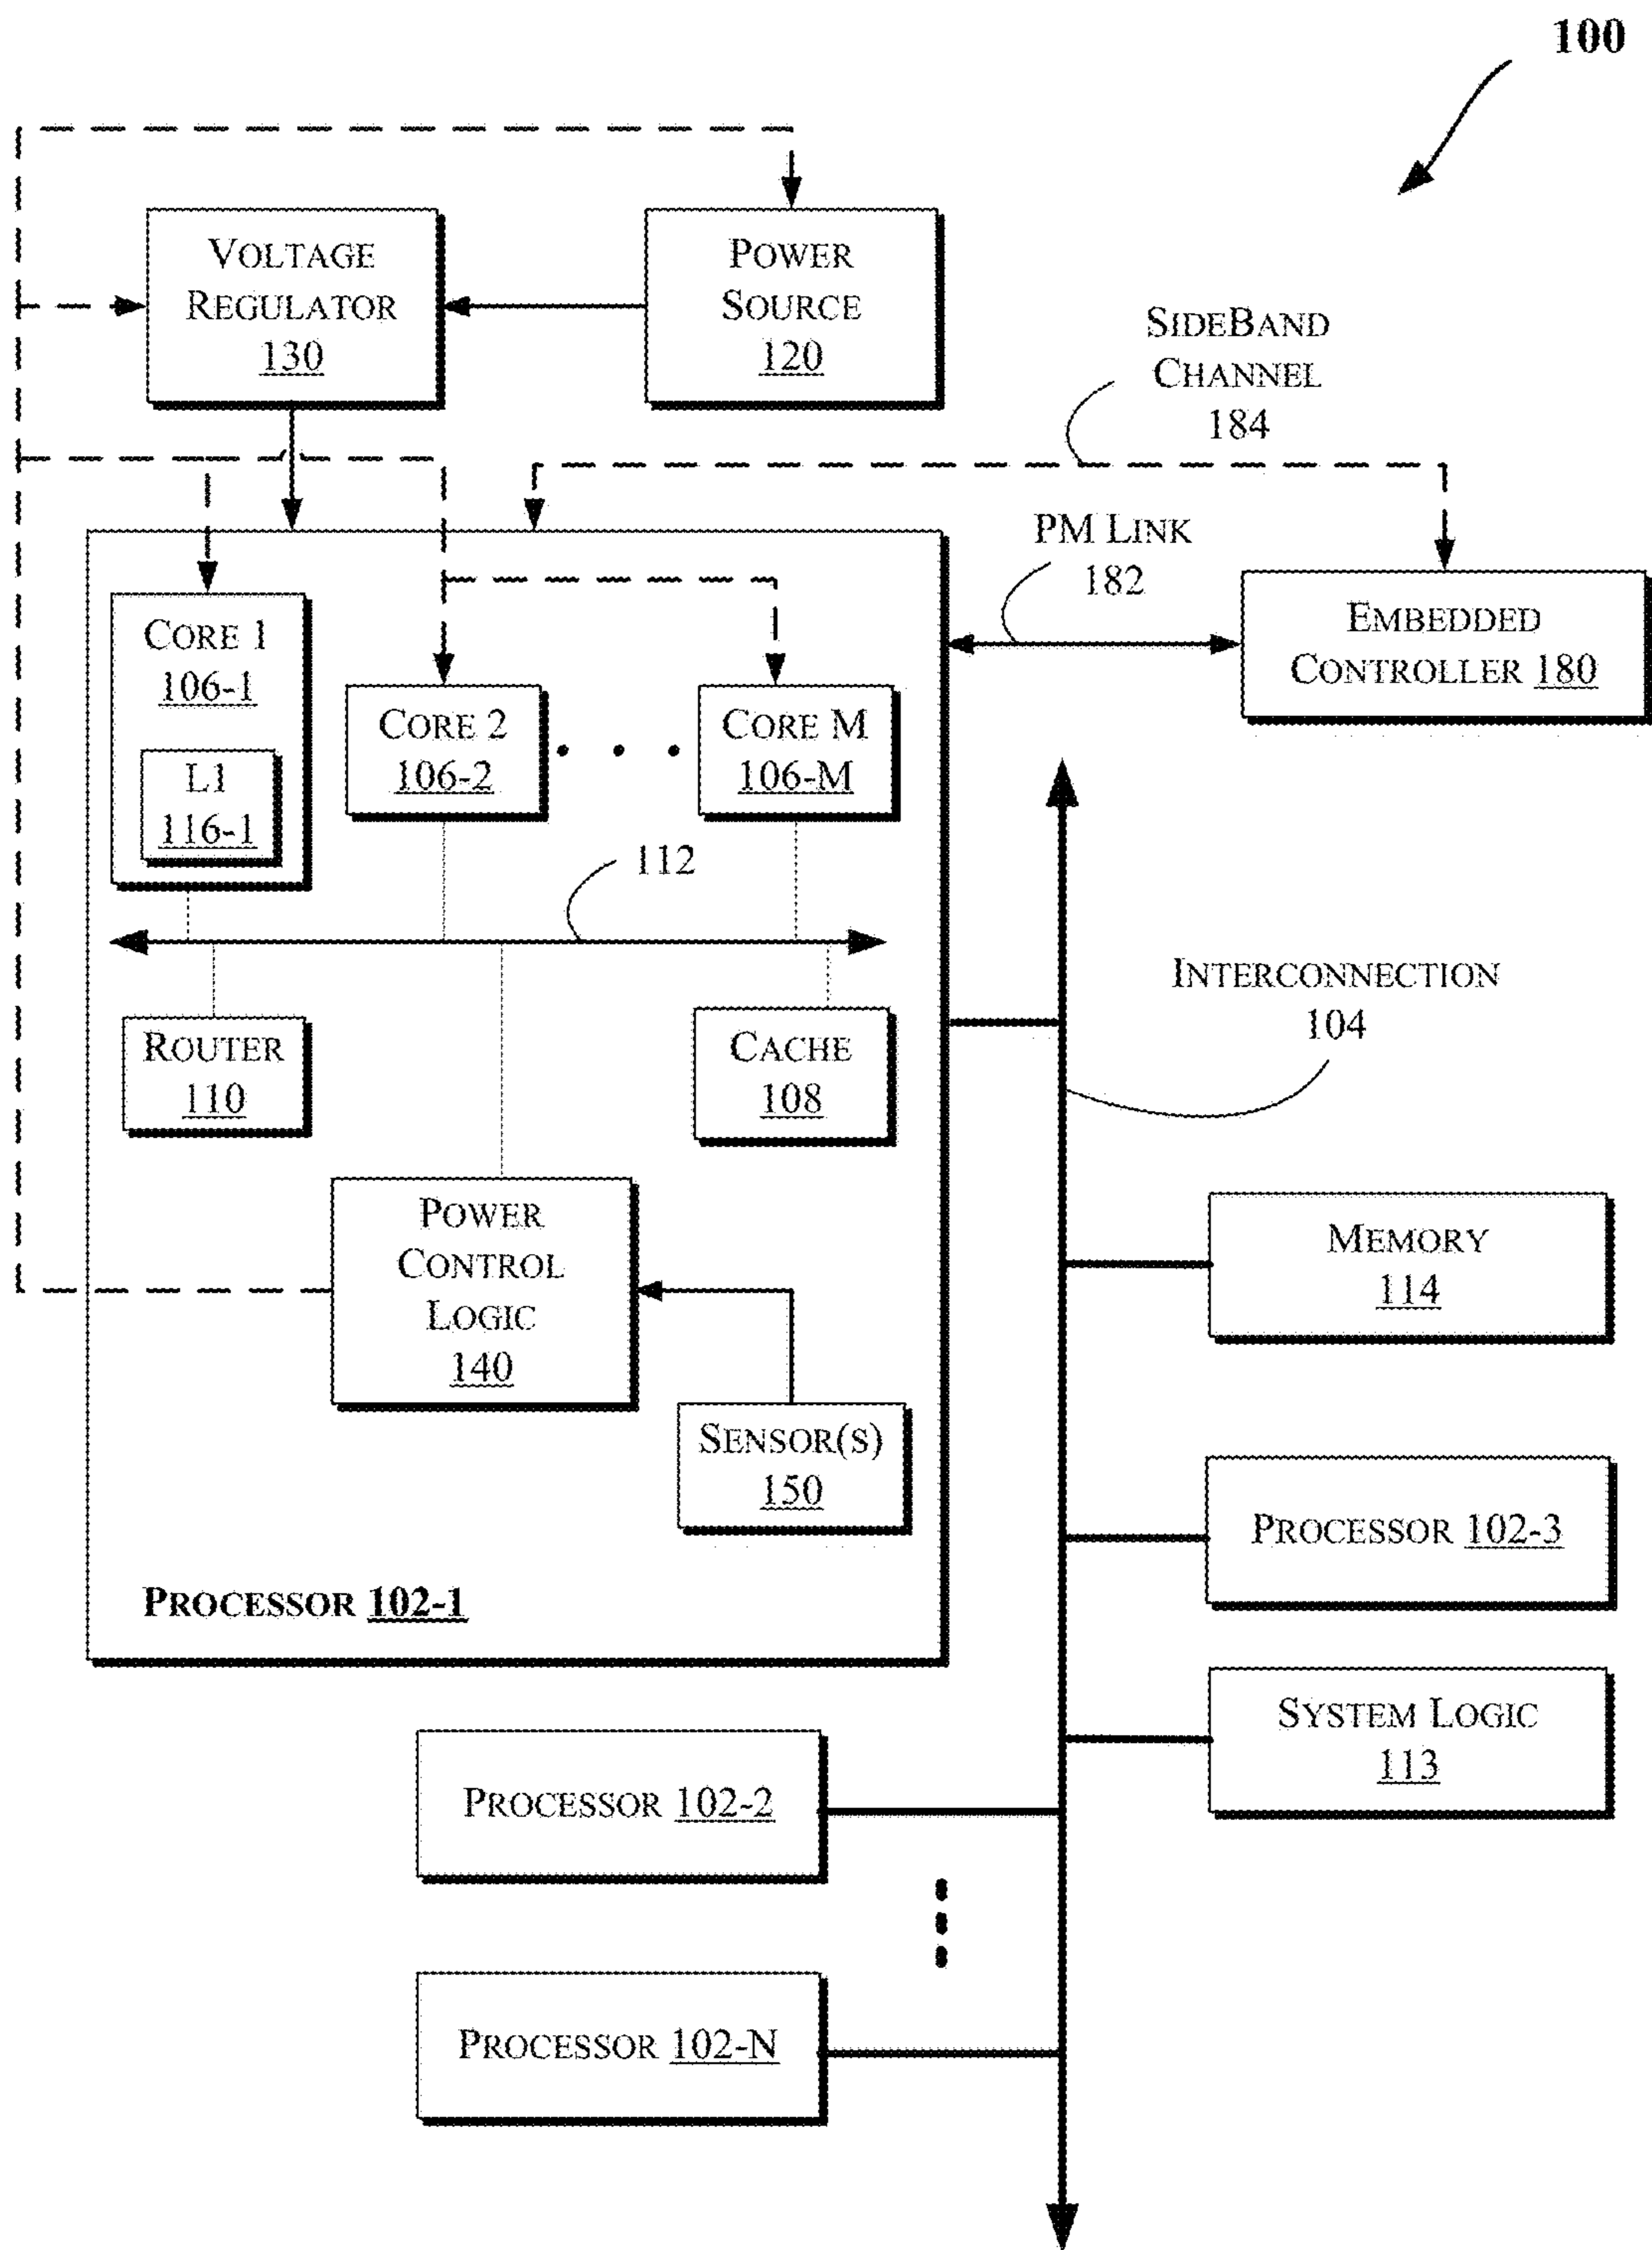 100
VOLTAGE
REGULATOR
130
POWER
SOURCE
120
SIDEBAND
CHANNEL
184
PM LINK
182
EMBEDDED
CONTROLLER 180
CORE 1
106-1
L1
116-1
CORE 2
106-2
CORE M
106-M
112
INTERCONNECTION
104
ROUTER
110
CACHE
108
POWER
CONTROL
LOGIC
140
SENSOR(S)
150
PROCESSOR 102-1
MEMORY
114
PROCESSOR 102-3
SYSTEM LOGIC
113
PROCESSOR 102-2
PROCESSOR 102-N